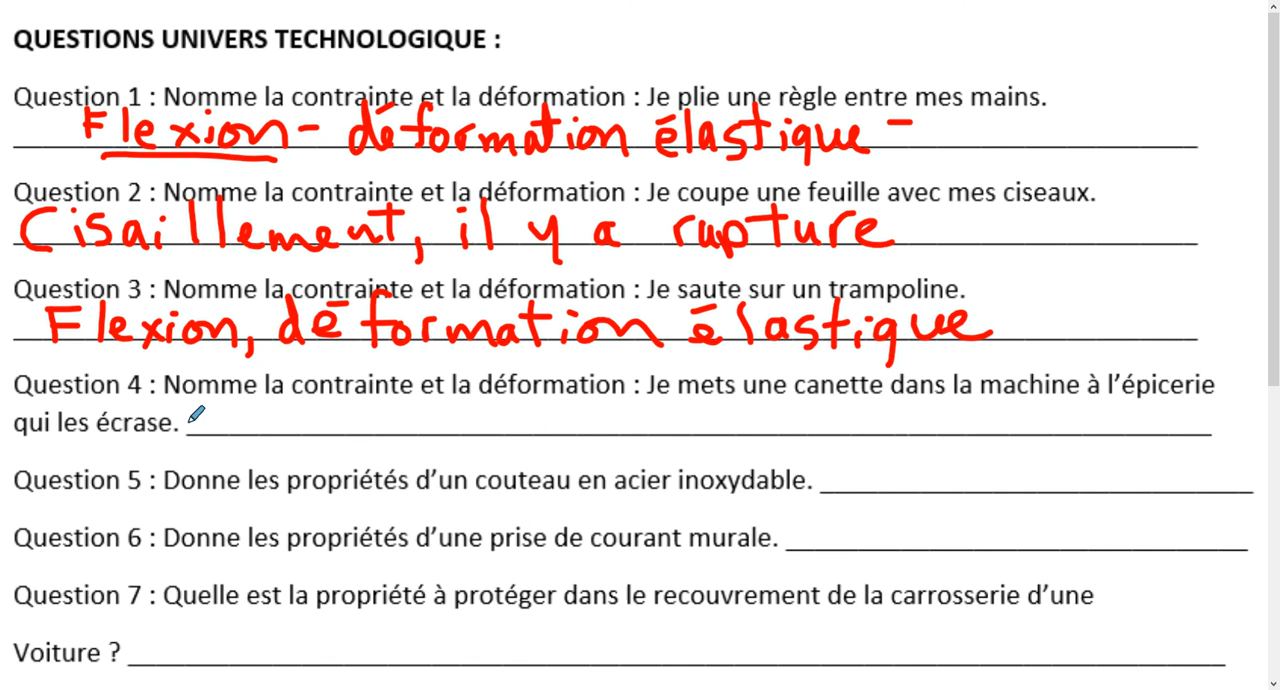 QUESTIONS UNIVERS TECHNOLOGIQUE :
Question 1 : Nomme la contrainte et la déformation : Je plie une règle entre mes mains.
Flexion - déformation élastique -
Question 2 : Nomme la contrainte et la déformation : Je coupe une feuille avec mes ciseaux.
Cisaillement, il y a rupture
Question 3 : Nomme la contrainte et la déformation : Je saute sur un trampoline.
Flexion, déformation élastique
Question 4 : Nomme la contrainte et la déformation : Je mets une canette dans la machine à l’épicerie
qui les écrase.
Question 5 : Donne les propriétés d’un couteau en acier inoxydable.
Question 6 : Donne les propriétés d’une prise de courant murale.
Question 7 : Quelle est la propriété à protéger dans le recouvrement de la carrosserie d’une
Voiture ?